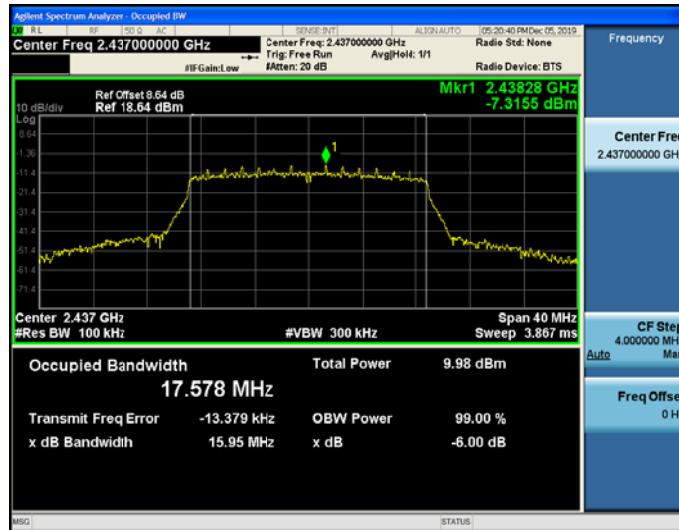 Agilent Spectrum Analyzer - Occupied BW
RL RF 50 Ω AC SENSE:INT ALIGN AUTO 05:20:40 PM Dec 05, 2019
Center Freq 2.437000000 GHz
Center Freq: 2.437000000 GHz
Radio Std: None
Trig: Free Run Avg|Hold: 1/1
#IFGain:Low
#Atten: 20 dB
Radio Device: BTS
Frequency
Ref Offset 8.64 dB
Mkr1 2.43828 GHz
10 dB/div Ref 18.64 dBm
-7.3155 dBm
Log
8.64
1
-1.36
-11.4
-21.4
-31.4
-41.4
-51.4
-61.4
-71.4
Center 2.437 GHz
Span 40 MHz
#Res BW 100 kHz
#VBW 300 kHz
Sweep 3.867 ms
Center Fre
2.437000000 GH
CF Step
4.000000 MH
Auto Ma
Freq Offse
0 H
Occupied Bandwidth
Total Power 9.98 dBm
17.578 MHz
Transmit Freq Error -13.379 kHz OBW Power 99.00 %
x dB Bandwidth 15.95 MHz x dB -6.00 dB
MSG STATUS